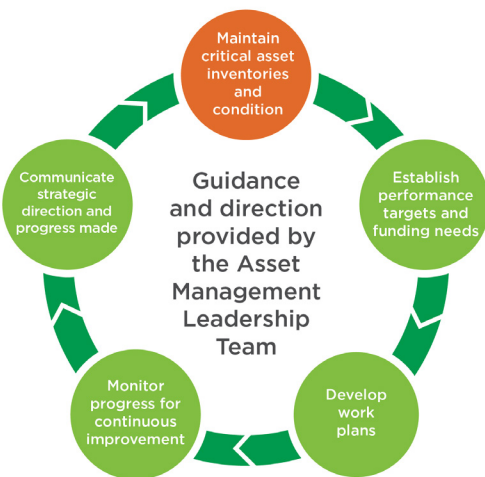 Maintain
critical asset
inventories
and
condition
Establish
performance
targets and
funding needs
Develop
work
plans
Monitor
progress for
continuous
improvement
Communicate
strategic
direction and
progress made
Guidance
and direction
provided by
the Asset
Management
Leadership
Team